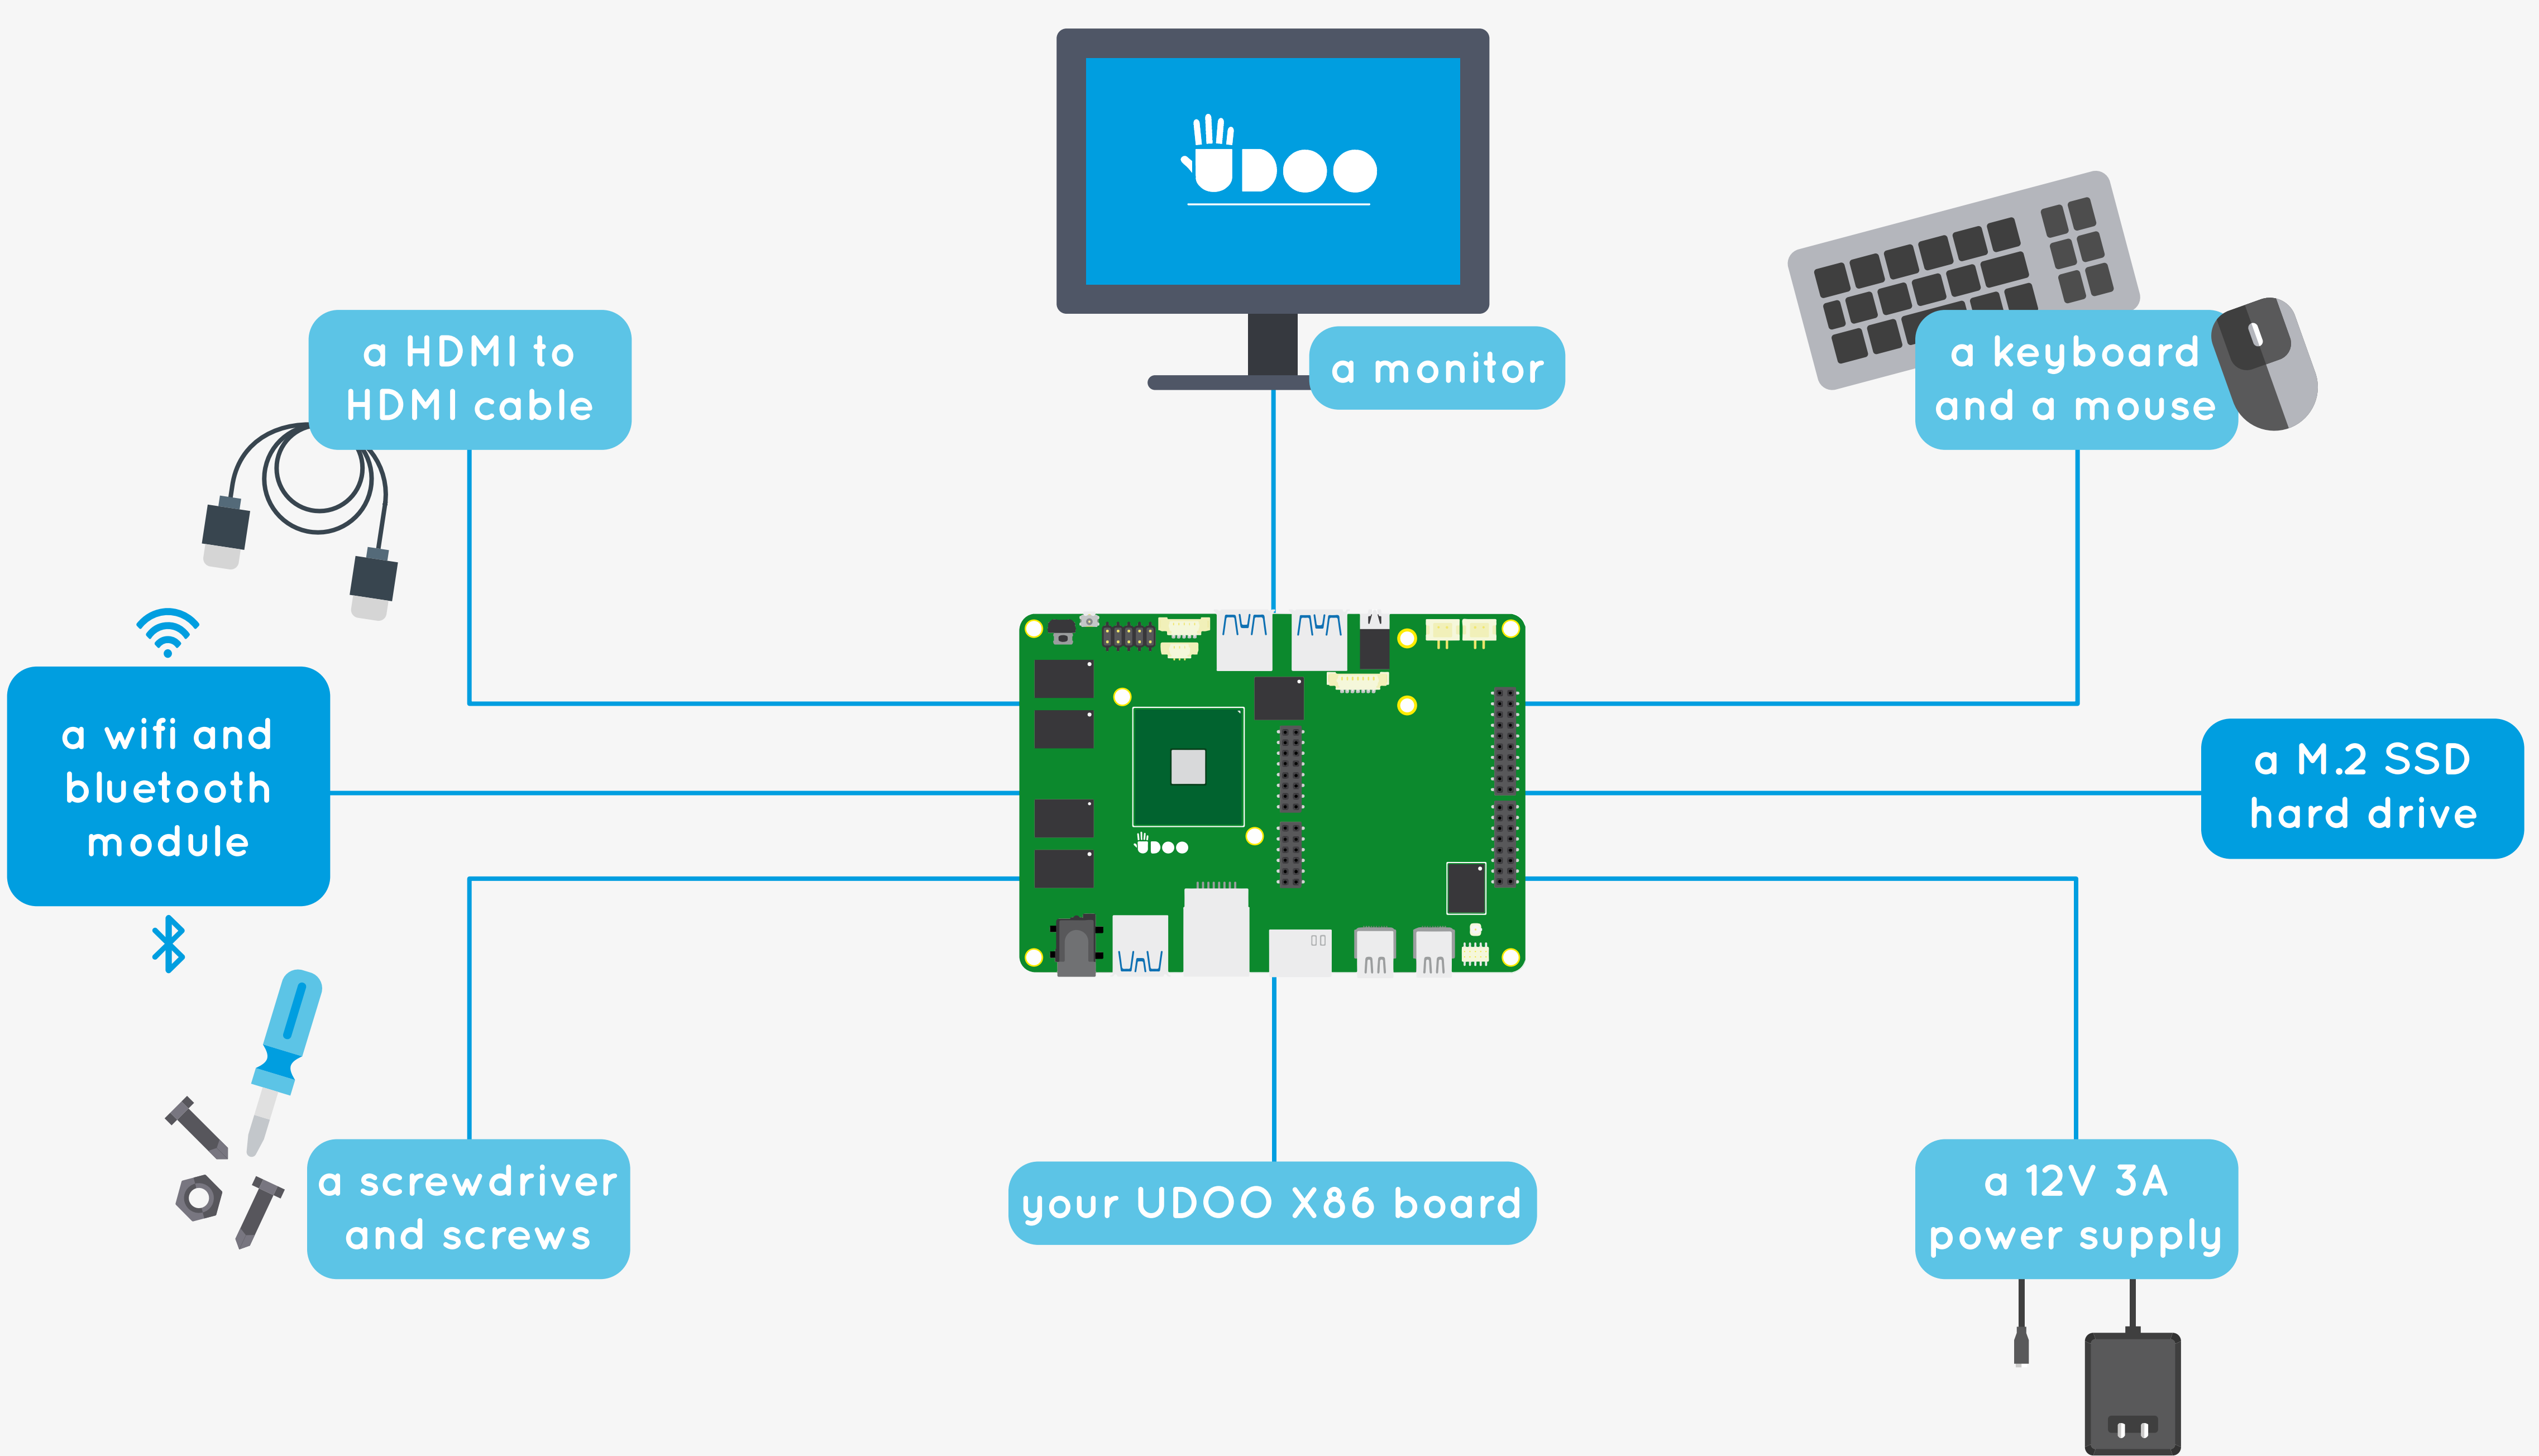 UDOO
a HDMI to
HDMI cable
a monitor
a keyboard
and a mouse
a wifi and
bluetooth
module
a M.2 SSD
hard drive
UDOO
a screwdriver
and screws
your UDOO X86 board
a 12V 3A
power supply